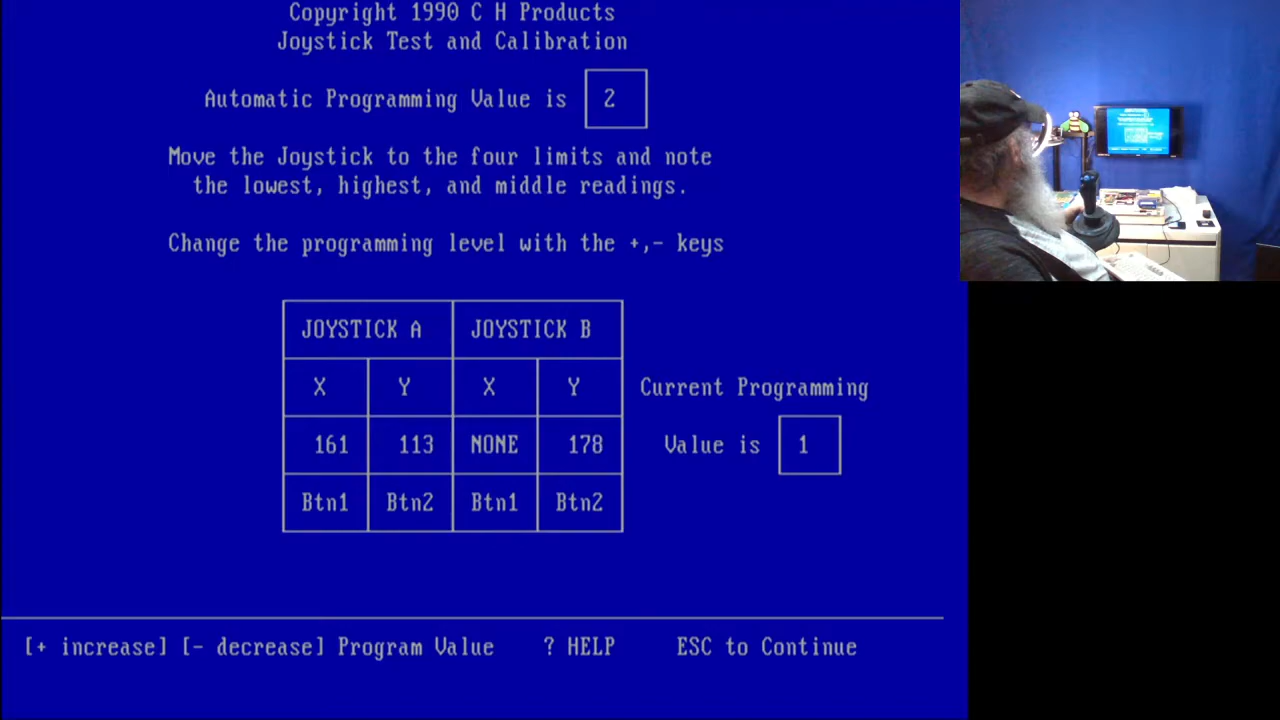 Copyright 1990 C H Products
Joystick Test and Calibration
Automatic Programming Value is 2
Move the Joystick to the four limits and note
the lowest, highest, and middle readings.
Change the programming level with the +,- keys
JOYSTICK A JOYSTICK B
X Y X Y Current Programming
161 113 NONE 178 Value is 1
Btn1 Btn2 Btn1 Btn2
[+ increase] [- decrease] Program Value ? HELP ESC to Continue